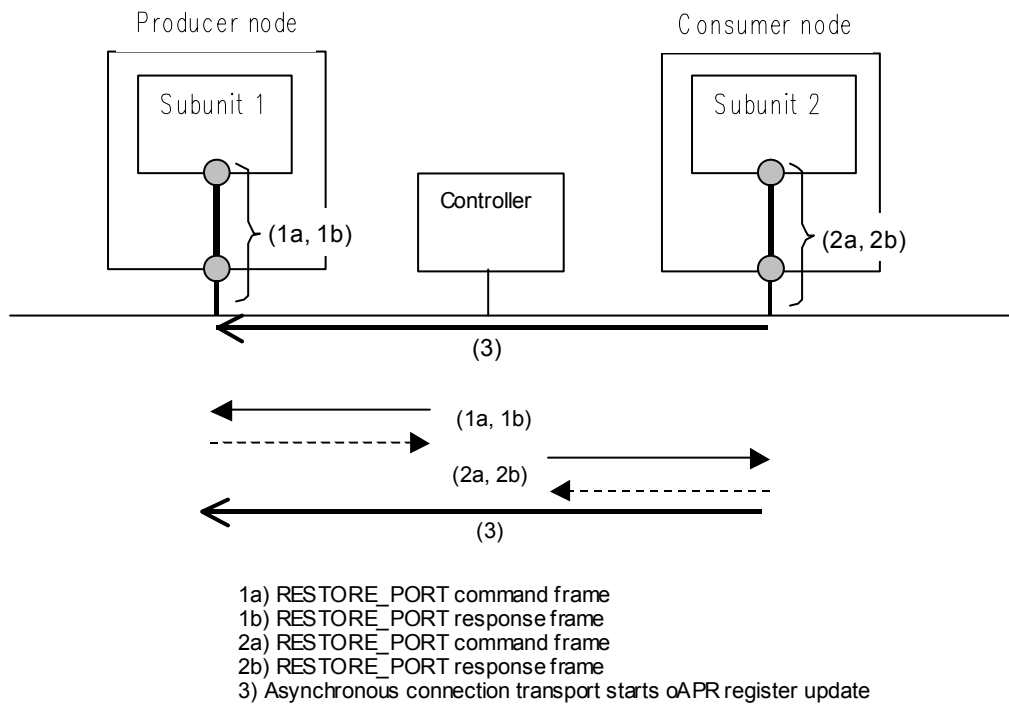 Producer node
Consumer node
Subunit 1
Subunit 2
Controller
(1a, 1b)
(2a, 2b)
(3)
(1a, 1b)
(2a, 2b)
(3)
1a) RESTORE_PORT command frame
1b) RESTORE_PORT response frame
2a) RESTORE_PORT command frame
2b) RESTORE_PORT response frame
3) Asynchronous connection transport starts oAPR register update